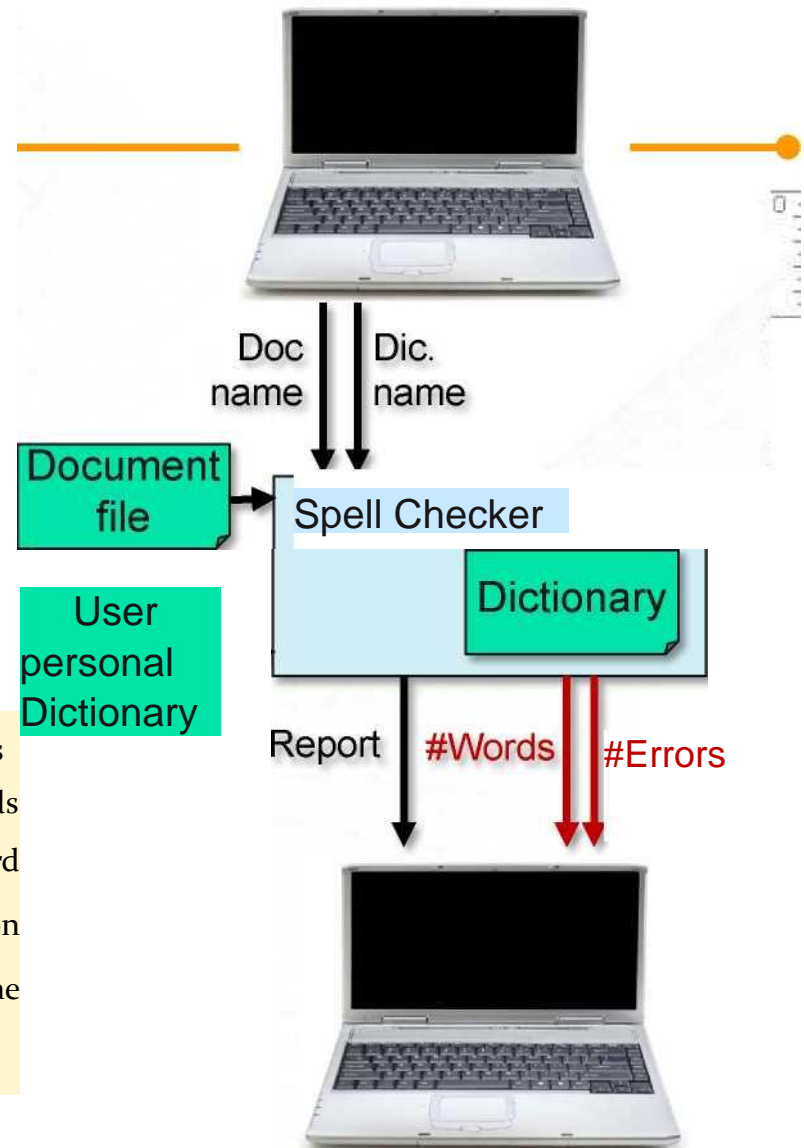 Doc
name
Dic.
name
Document
file
Spell Checker
Dictionary
User
personal
Dictionary
Report
#Words
#Errors